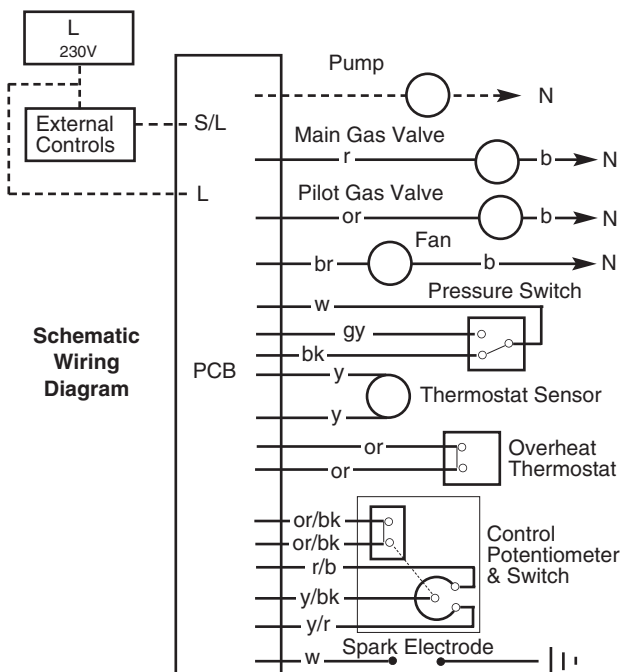 L
230V
External
Controls
S/L
L
Schematic
Wiring
Diagram
PCB
Pump
N
Main Gas Valve
r b N
Pilot Gas Valve
or b N
Fan
br b N
Pressure Switch
w
gy
bk
y
Thermostat Sensor
y
or
or
Overheat
Thermostat
or/bk
or/bk
r/b
y/bk
y/r
Control
Potentiometer
& Switch
Spark Electrode
w